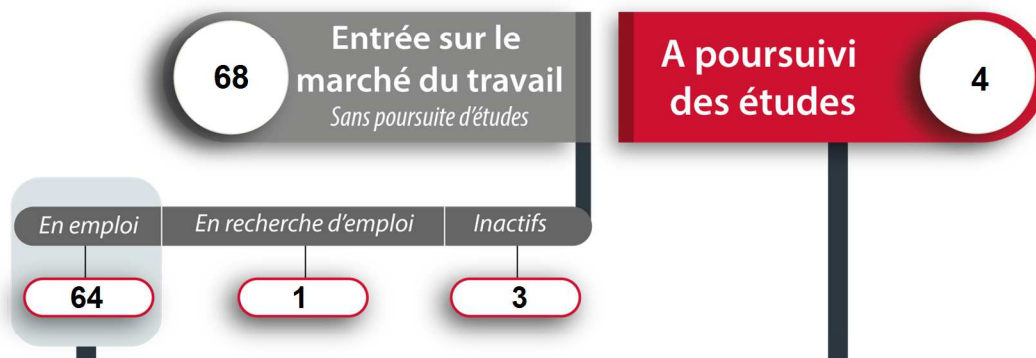 68
Entrée sur le
marché du travail
Sans poursuite d'études
A poursuivi
des études
4
En emploi
En recherche d'emploi
Inactifs
64
1
3